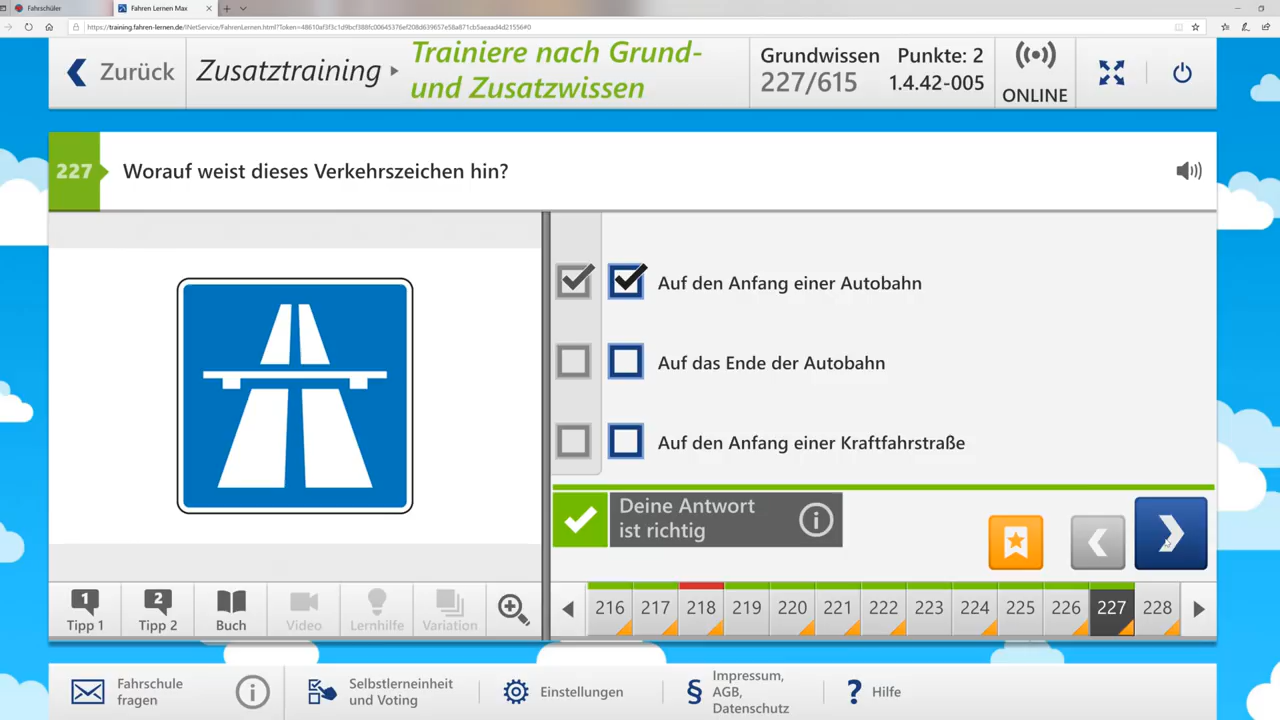 Fahrschüler
Fahren Lernen Max
Zurück
Zusatztraining
Trainiere nach Grund-
und Zusatzwissen
Grundwissen
227/615
Punkte: 2
1.4.42-005
ONLINE
227
Worauf weist dieses Verkehrszeichen hin?
Auf den Anfang einer Autobahn
Auf das Ende der Autobahn
Auf den Anfang einer Kraftfahrstraße
Deine Antwort
ist richtig
Tipp 1
Tipp 2
Buch
Video
Lernhilfe
Variation
216 217 218 219 220 221 222 223 224 225 226 227 228
Fahrschule
fragen
Selbstlerneinheit
und Voting
Einstellungen
§
Impressum,
AGB,
Datenschutz
? Hilfe